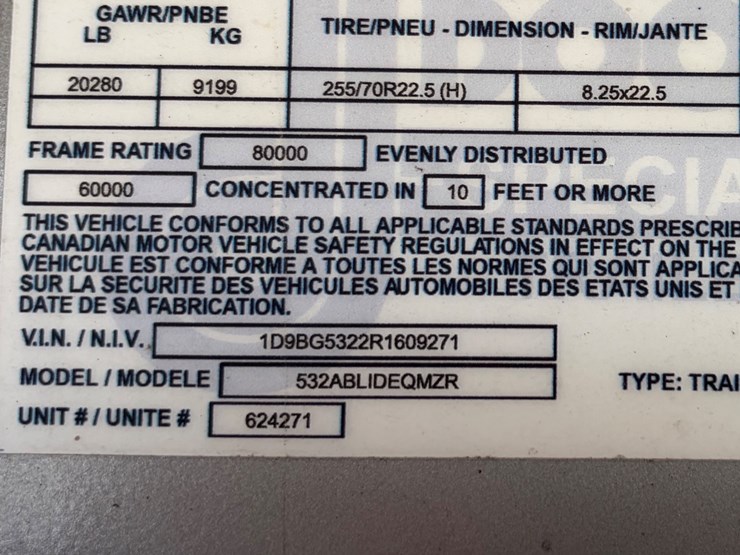 GAWR/PNBE
LB KG
TIRE/PNEU - DIMENSION - RIM/JANTE
20280 9199 255/70R22.5 (H) 8.25x22.5
FRAME RATING 80000 EVENLY DISTRIBUTED
60000 CONCENTRATED IN 10 FEET OR MORE
THIS VEHICLE CONFORMS TO ALL APPLICABLE STANDARDS PRESCRIB
CANADIAN MOTOR VEHICLE SAFETY REGULATIONS IN EFFECT ON THE
VEHICULE EST CONFORME A TOUTES LES NORMES QUI SONT APPLICA
SUR LA SECURITE DES VEHICULES AUTOMOBILES DES ETATS UNIS ET
DATE DE SA FABRICATION.
V.I.N. / N.I.V. 1D9BG5322R1609271
MODEL / MODELE 532ABLIDEQMZR TYPE: TRAI
UNIT # / UNITE # 624271